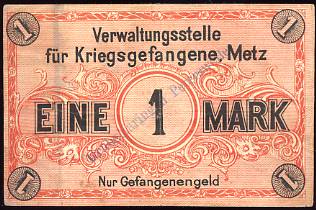 1 1
Verwaltungsstelle
für Kriegsgefangene, Metz
EINE 1 MARK
Nur Gefangenengeld
1 1